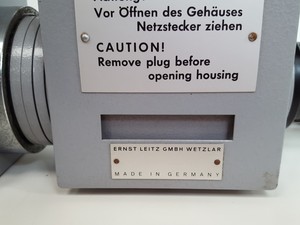 Vor Öffnen des Gehäuses
Netzstecker ziehen
CAUTION!
Remove plug before
opening housing
ERNST LEITZ GMBH WETZLAR
MADE IN GERMANY